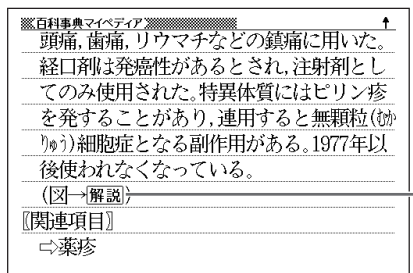 百科事典マイペディア
頭痛,歯痛,リウマチなどの鎮痛に用いた。
経口剤は発癌性があるとされ,注射剤とし
てのみ使用された。特異体質にはピリン疹
を発することがあり,連用すると無顆粒(むか
りゅう)細胞症となる副作用がある。1977年以
後使われなくなっている。
(図→解説)
〖関連項目〗
⇨薬疹